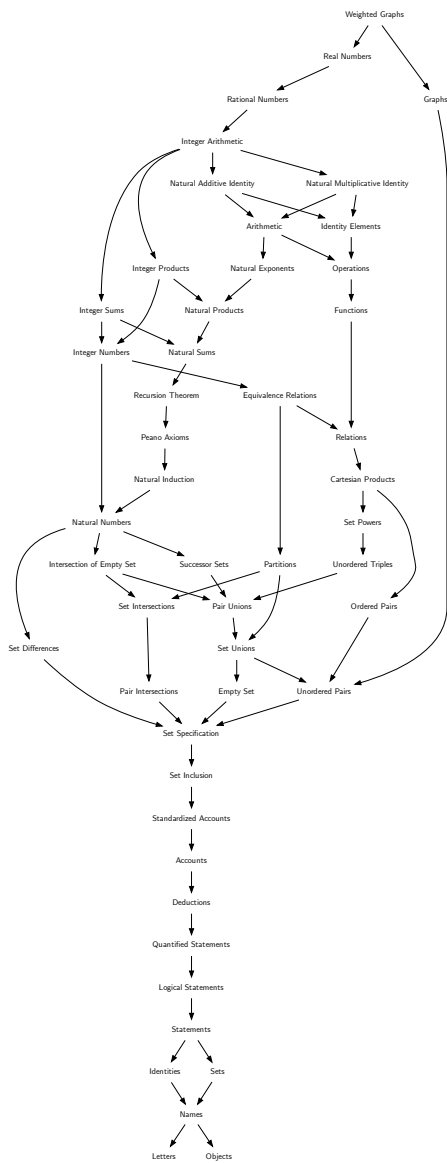 Weighted Graphs
Real Numbers
Rational Numbers
Graphs
Integer Arithmetic
Natural Additive Identity
Natural Multiplicative Identity
Arithmetic
Identity Elements
Integer Products
Natural Exponents
Operations
Integer Sums
Natural Products
Functions
Integer Numbers
Natural Sums
Recursion Theorem
Equivalence Relations
Peano Axioms
Relations
Natural Induction
Cartesian Products
Natural Numbers
Set Powers
Intersection of Empty Set
Successor Sets
Partitions
Unordered Triples
Set Intersections
Pair Unions
Ordered Pairs
Set Differences
Set Unions
Pair Intersections
Empty Set
Unordered Pairs
Set Specification
Set Inclusion
Standardized Accounts
Accounts
Deductions
Quantified Statements
Logical Statements
Statements
Identities
Sets
Names
Letters
Objects